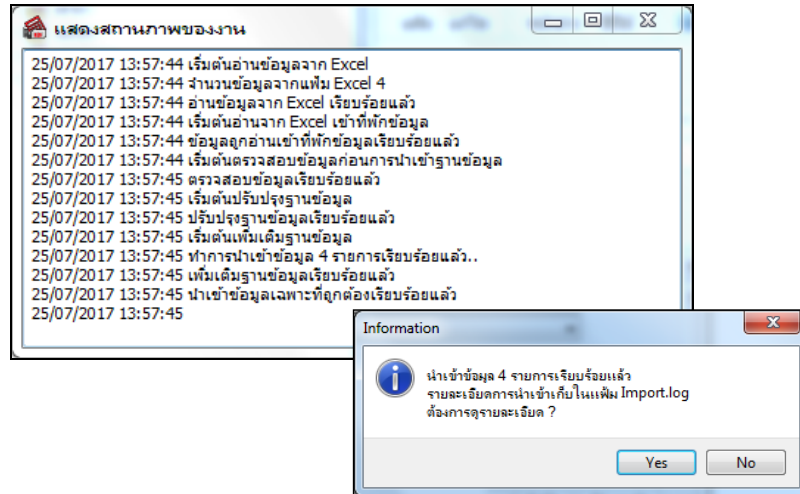 แสดงสถานภาพของงาน
25/07/2017 13:57:44 เริ่มต้นอ่านข้อมูลจาก Excel
25/07/2017 13:57:44 จำนวนข้อมูลจากแฟ้ม Excel 4
25/07/2017 13:57:44 อ่านข้อมูลจาก Excel เรียบร้อยแล้ว
25/07/2017 13:57:44 เริ่มต้นอ่านจาก Excel เข้าที่พักข้อมูล
25/07/2017 13:57:44 ข้อมูลถูกอ่านเข้าที่พักข้อมูลเรียบร้อยแล้ว
25/07/2017 13:57:44 เริ่มต้นตรวจสอบข้อมูลก่อนการนำเข้าฐานข้อมูล
25/07/2017 13:57:45 ตรวจสอบข้อมูลเรียบร้อยแล้ว
25/07/2017 13:57:45 เริ่มต้นปรับปรุงฐานข้อมูล
25/07/2017 13:57:45 ปรับปรุงฐานข้อมูลเรียบร้อยแล้ว
25/07/2017 13:57:45 เริ่มต้นเพิ่มเติมฐานข้อมูล
25/07/2017 13:57:45 ทำการนำเข้าข้อมูล 4 รายการเรียบร้อยแล้ว..
25/07/2017 13:57:45 เพิ่มเติมฐานข้อมูลเรียบร้อยแล้ว
25/07/2017 13:57:45 นำเข้าข้อมูลเฉพาะที่ถูกต้องเรียบร้อยแล้ว
25/07/2017 13:57:45
Information
นำเข้าข้อมูล 4 รายการเรียบร้อยแล้ว
รายละเอียดการนำเข้าเก็บในแฟ้ม Import.log
ต้องการดูรายละเอียด ?
Yes
No